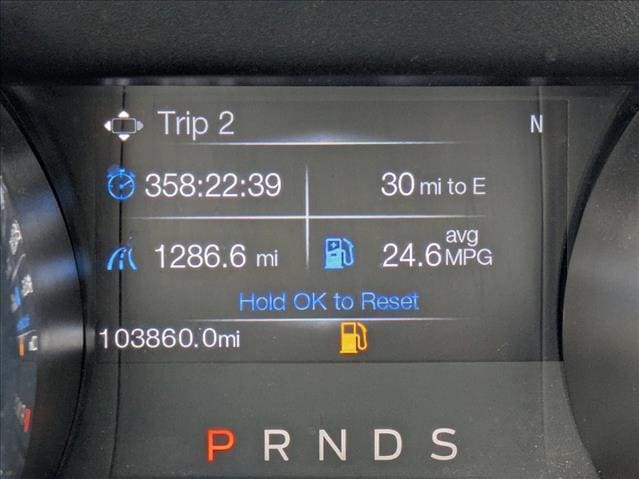 Trip 2 N
358:22:39 30 mi to E
1286.6 mi 24.6 avg MPG
Hold OK to Reset
103860.0mi
P R N D S